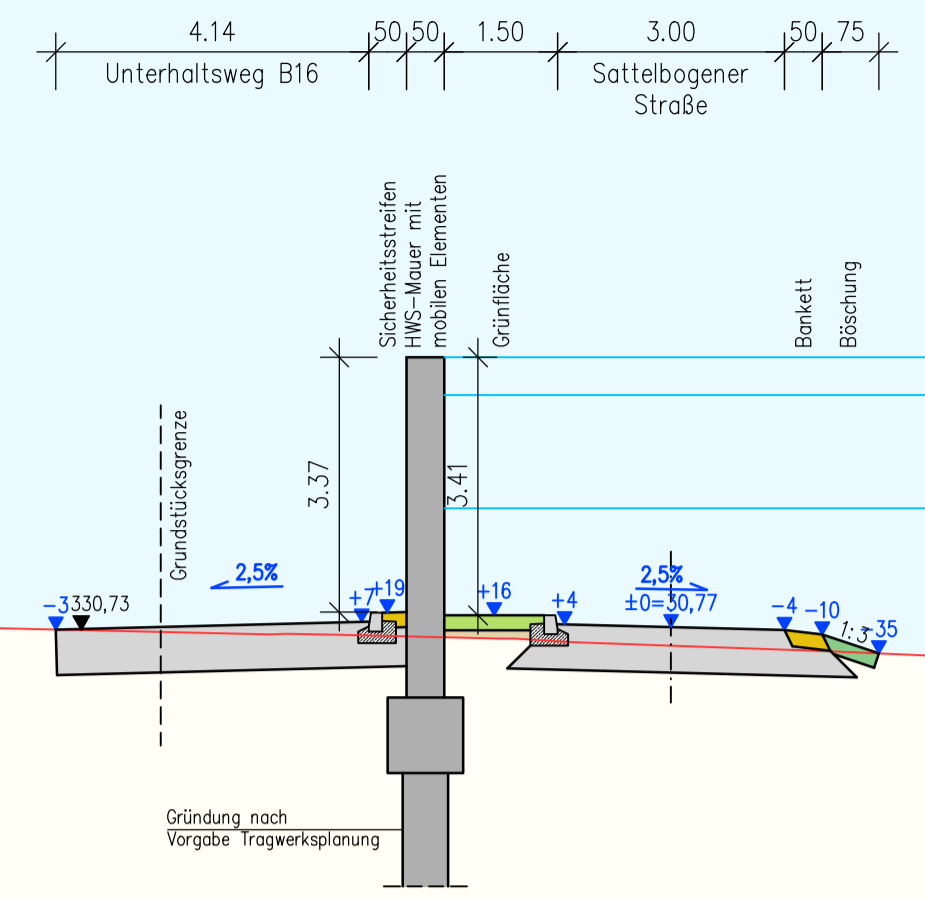 4.14
50
50
1.50
3.00
50
75
Unterhaltsweg B16
Sattelbogener
Straße
Sicherheitsstreifen
HWS-Mauer mit
mobilen Elementen
Grünfläche
Bankett
Böschung
Grundstücksgrenze
3.37
3.41
2,5%
2,5%
-3
330,73
+7
+19
+16
+4
±0=30,77
-4
-10
1:3
-35
Gründung nach
Vorgabe Tragwerksplanung